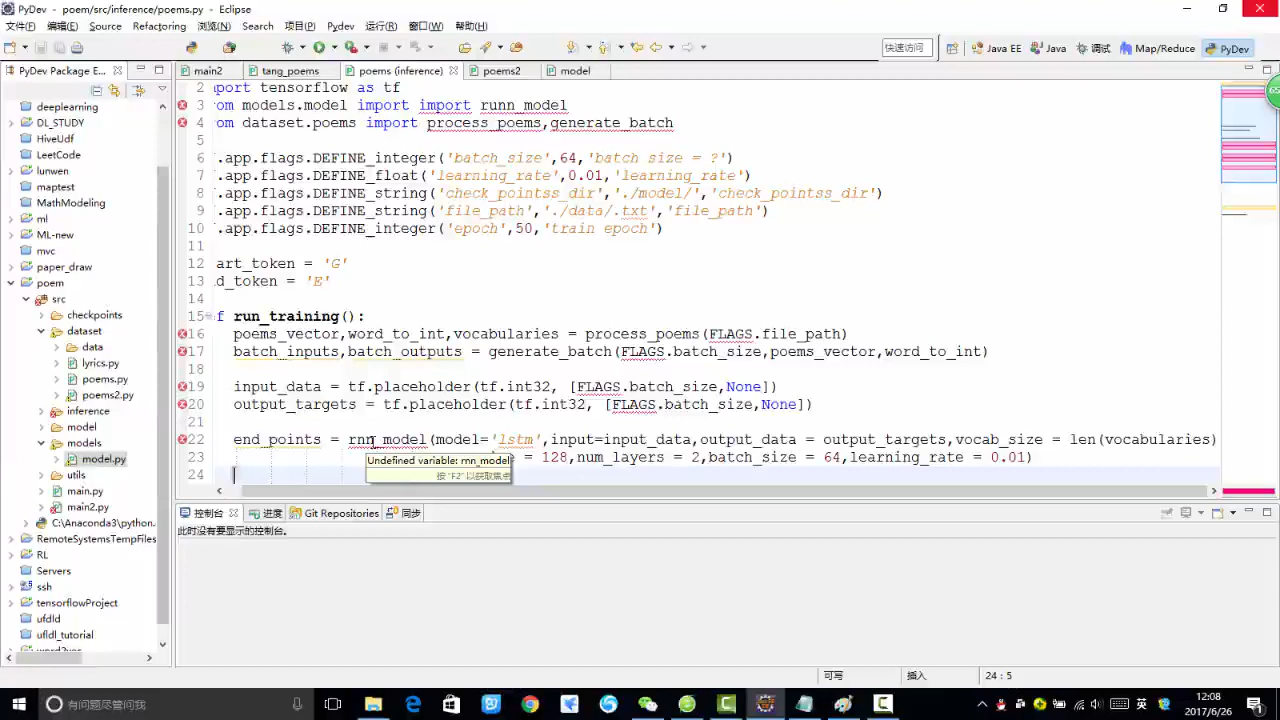 PyDev - poem/src/inference/poems.py - Eclipse
文件(F) 编辑(E) Source Refactoring 浏览(N) Search 项目(P) Pydev 运行(R) 窗口(W) 帮助(H)
快速访问 Java EE Java 调试 Map/Reduce PyDev
PyDev Package E...
main2 tang_poems poems (inference) poems2 model
deeplearning
DL_STUDY
HiveUdf
LeetCode
lunwen
maptest
MathModeling
ml
ML-new
mvc
paper_draw
poem
src
checkpoints
dataset
data
lyrics.py
poems.py
poems2.py
inference
model
models
model.py
utils
main.py
main2.py
C:\Anaconda3\python.
RemoteSystemsTempFiles
RL
Servers
ssh
tensorflowProject
ufdld
ufldl_tutorial
2 port tensorflow as tf
3 om models.model import import runn_model
4 om dataset.poems import process_poems,generate_batch
5
6 .app.flags.DEFINE_integer('batch_size',64,'batch size = ?')
7 .app.flags.DEFINE_float('learning_rate',0.01,'learning_rate')
8 .app.flags.DEFINE_string('check_pointss_dir','./model/','check_pointss_dir')
9 .app.flags.DEFINE_string('file_path','./data/.txt','file_path')
10 .app.flags.DEFINE_integer('epoch',50,'train epoch')
11
12 art_token = 'G'
13 d_token = 'E'
14
15 f run_training():
16 poems_vector,word_to_int,vocabularies = process_poems(FLAGS.file_path)
17 batch_inputs,batch_outputs = generate_batch(FLAGS.batch_size,poems_vector,word_to_int)
18
19 input_data = tf.placeholder(tf.int32, [FLAGS.batch_size,None])
20 output_targets = tf.placeholder(tf.int32, [FLAGS.batch_size,None])
21
22 end_points = rnn_model(model='lstm',input=input_data,output_data = output_targets,vocab_size = len(vocabularies)
23 = 128,num_layers = 2,batch_size = 64,learning_rate = 0.01)
24
Undefined variable: rnn_model
按 "F2" 以获取焦点
控制台 进度 Git Repositories 同步
此时没有要显示的控制台。
可写 插入 24 : 5
有问题尽管问我
英
12:08
2017/6/26